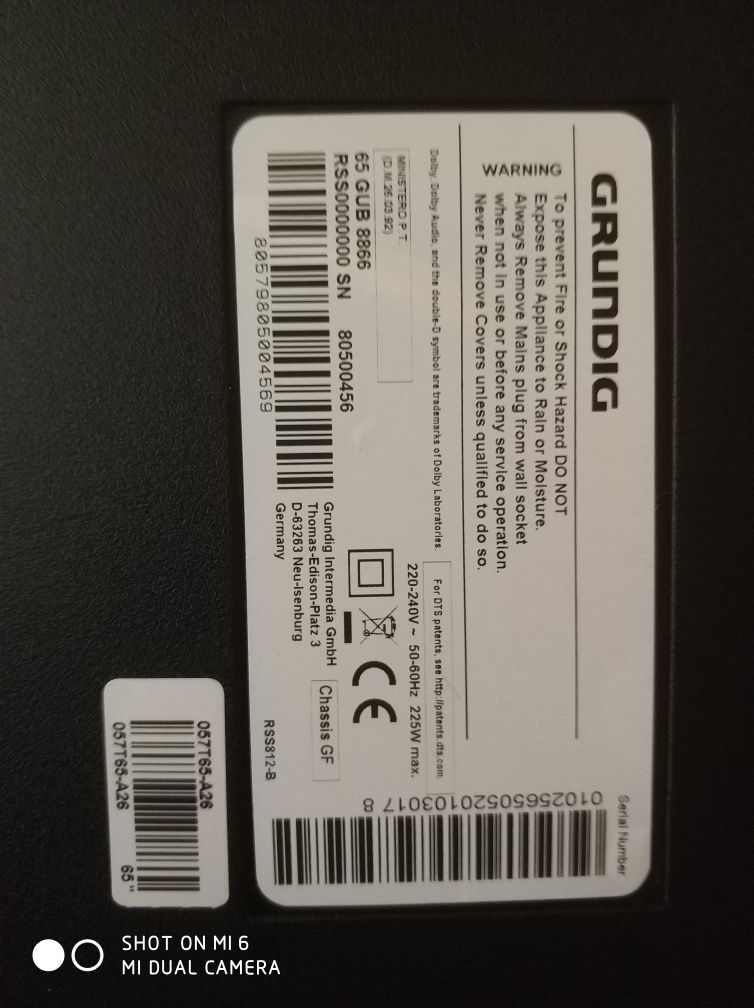 GRUNDIG
WARNING
To prevent Fire or Shock Hazard DO NOT
Expose this Appliance to Rain or Moisture.
Always Remove Mains plug from wall socket
when not in use or before any service operation.
Never Remove Covers unless qualified to do so.
Dolby, Dolby Audio, and the double-D symbol are trademarks of Dolby Laboratories.
For DTS patents, see http://patents.dts.com.
MINISTERO P.T.
(D.M.26.03.92)
220-240V ~ 50-60Hz 225W max.
65 GUB 8866
RSS0000000 SN 80500456
80579805004569
CE
Grundig Intermedia GmbH
Thomas-Edison-Platz 3
D-63263 Neu-Isenburg
Germany
Chassis GF
RSS812-B
Serial Number
010256550520103017 8
057T65-A26
057T65-A26 65"
SHOT ON MI 6
MI DUAL CAMERA